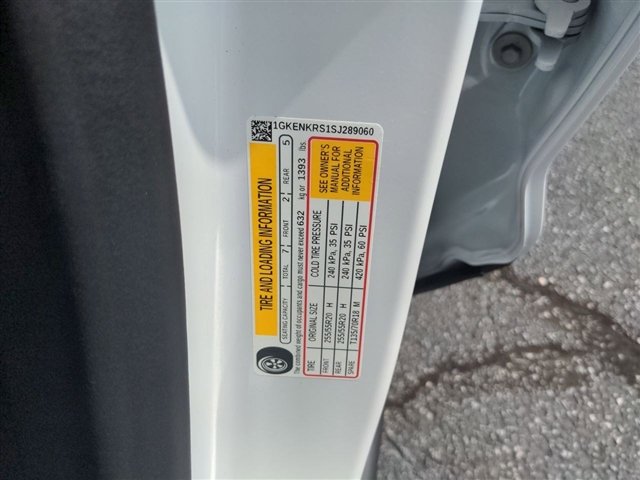 1GKENKRS1SJ289060
TIRE AND LOADING INFORMATION
SEATING CAPACITY TOTAL 7 FRONT 2 REAR 5
The combined weight of occupants and cargo must never exceed 632 kg or 1393 lbs.
TIRE ORIGINAL SIZE COLD TIRE PRESSURE
FRONT 255/55R20 H 240 kPa, 35 PSI
REAR 255/55R20 H 240 kPa, 35 PSI
SPARE T135/70R18 M 420 kPa, 60 PSI
SEE OWNER'S
MANUAL FOR
ADDITIONAL
INFORMATION